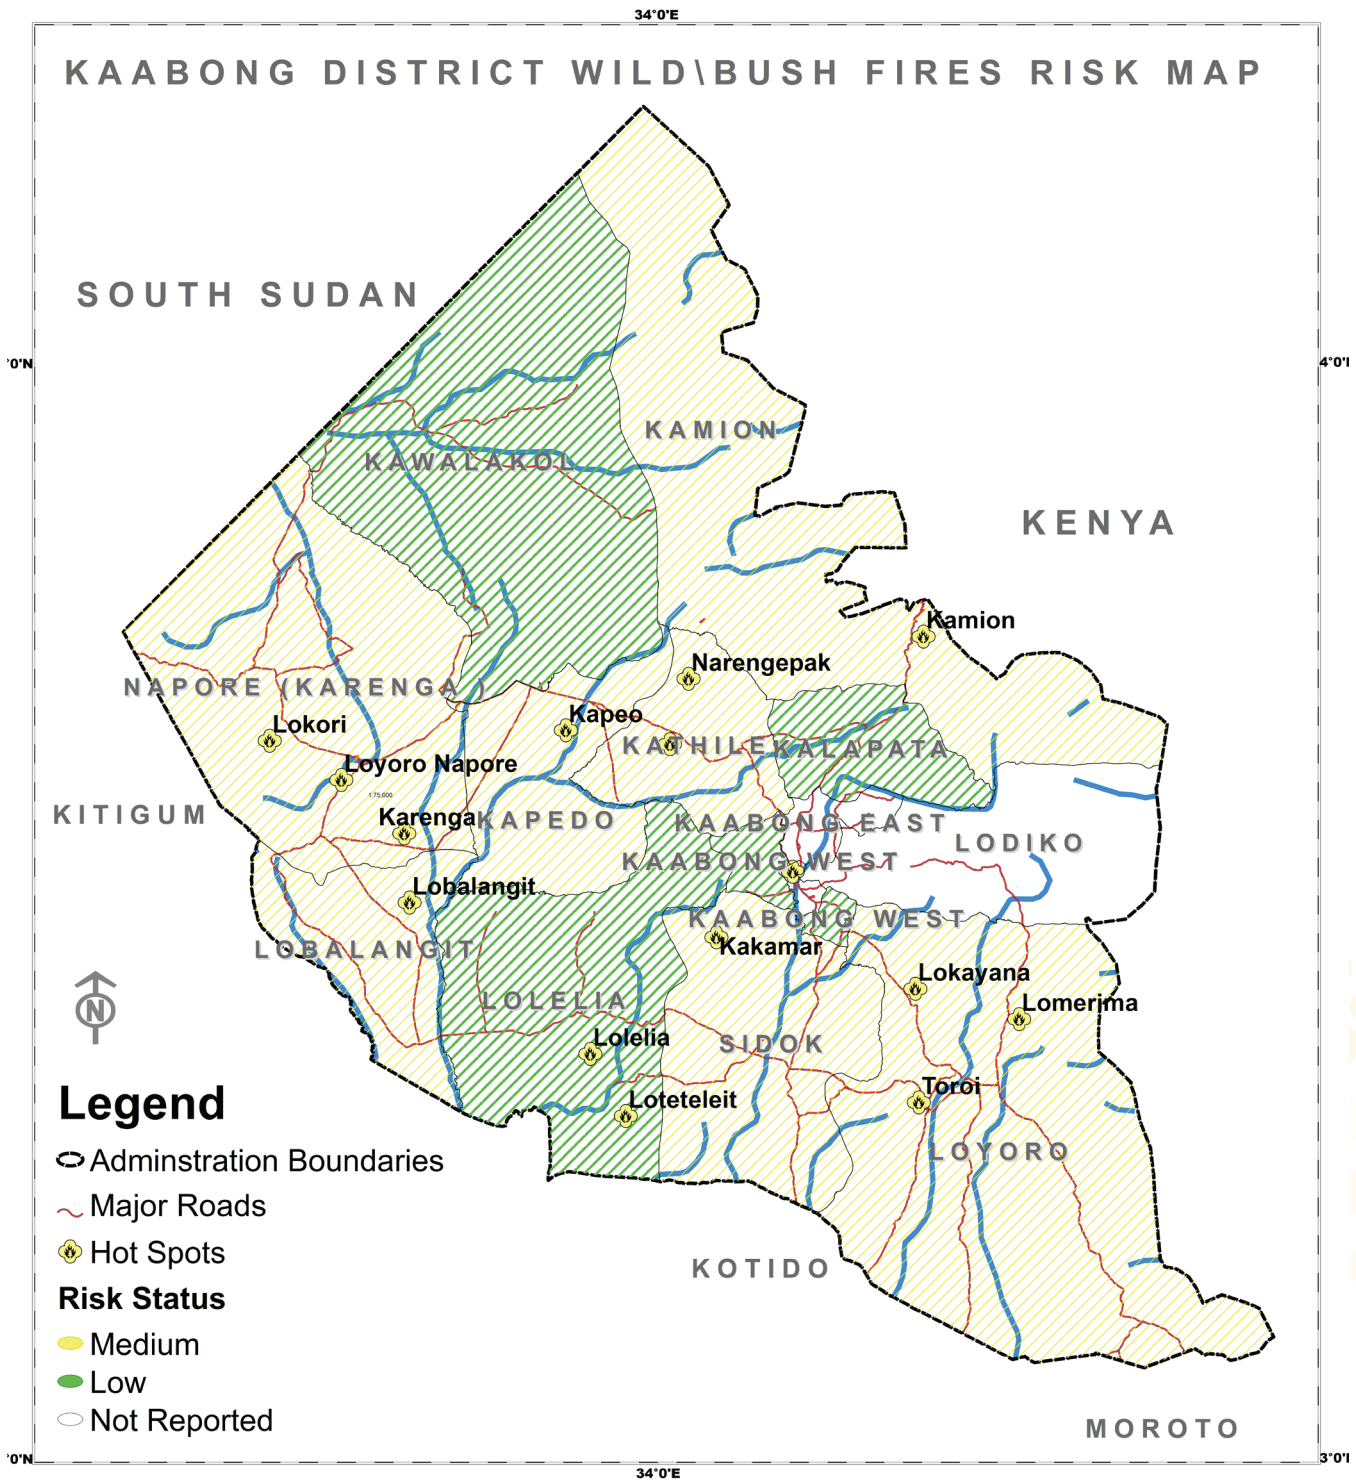 34°0'E
KAABONG DISTRICT WILD\BUSH FIRES RISK MAP
SOUTH SUDAN
°0'N
4°0'I
KAMION
KAWALAKOL
KENYA
Kamion
Narengepak
NAPORE (KARENGA )
Kapeo
Lokori
KATHILE
KALAPATA
Loyoro Napore
1:75,000
KITIGUM
Karenga
KAPEDO
KAABONG EAST
LODIKO
KAABONG WEST
Lobalangit
KAABONG WEST
Kakamar
LOBALANGIT
Lokayana
LOLELIA
Lomerima
N
Lolelia
SIDOK
Toroi
Loteteleit
LOYORO
Legend
Adminstration Boundaries
Major Roads
Hot Spots
KOTIDO
Risk Status
Medium
Low
Not Reported
MOROTO
°0'N
3°0'I
34°0'E